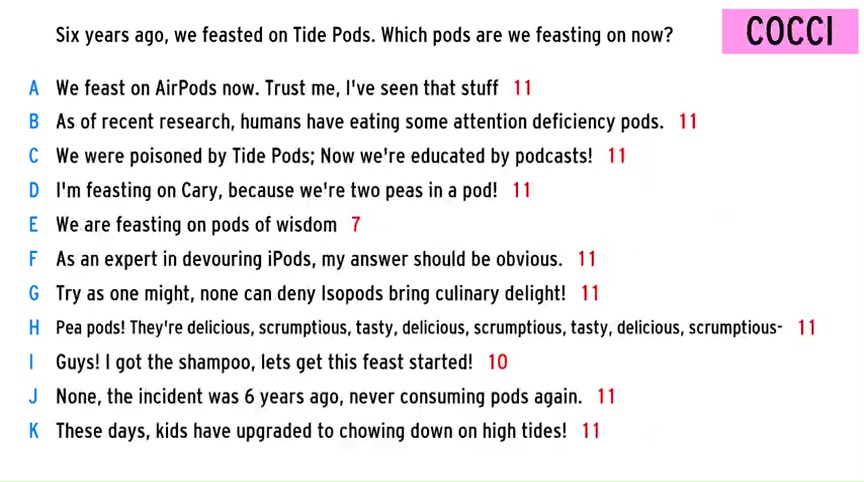 Six years ago, we feasted on Tide Pods. Which pods are we feasting on now?
COCCI
A We feast on AirPods now. Trust me, I've seen that stuff 11
B As of recent research, humans have eating some attention deficiency pods. 11
C We were poisoned by Tide Pods; Now we're educated by podcasts! 11
D I'm feasting on Cary, because we're two peas in a pod! 11
E We are feasting on pods of wisdom 7
F As an expert in devouring iPods, my answer should be obvious. 11
G Try as one might, none can deny Isopods bring culinary delight! 11
H Pea pods! They're delicious, scrumptious, tasty, delicious, scrumptious, tasty, delicious, scrumptious- 11
I Guys! I got the shampoo, lets get this feast started! 10
J None, the incident was 6 years ago, never consuming pods again. 11
K These days, kids have upgraded to chowing down on high tides! 11